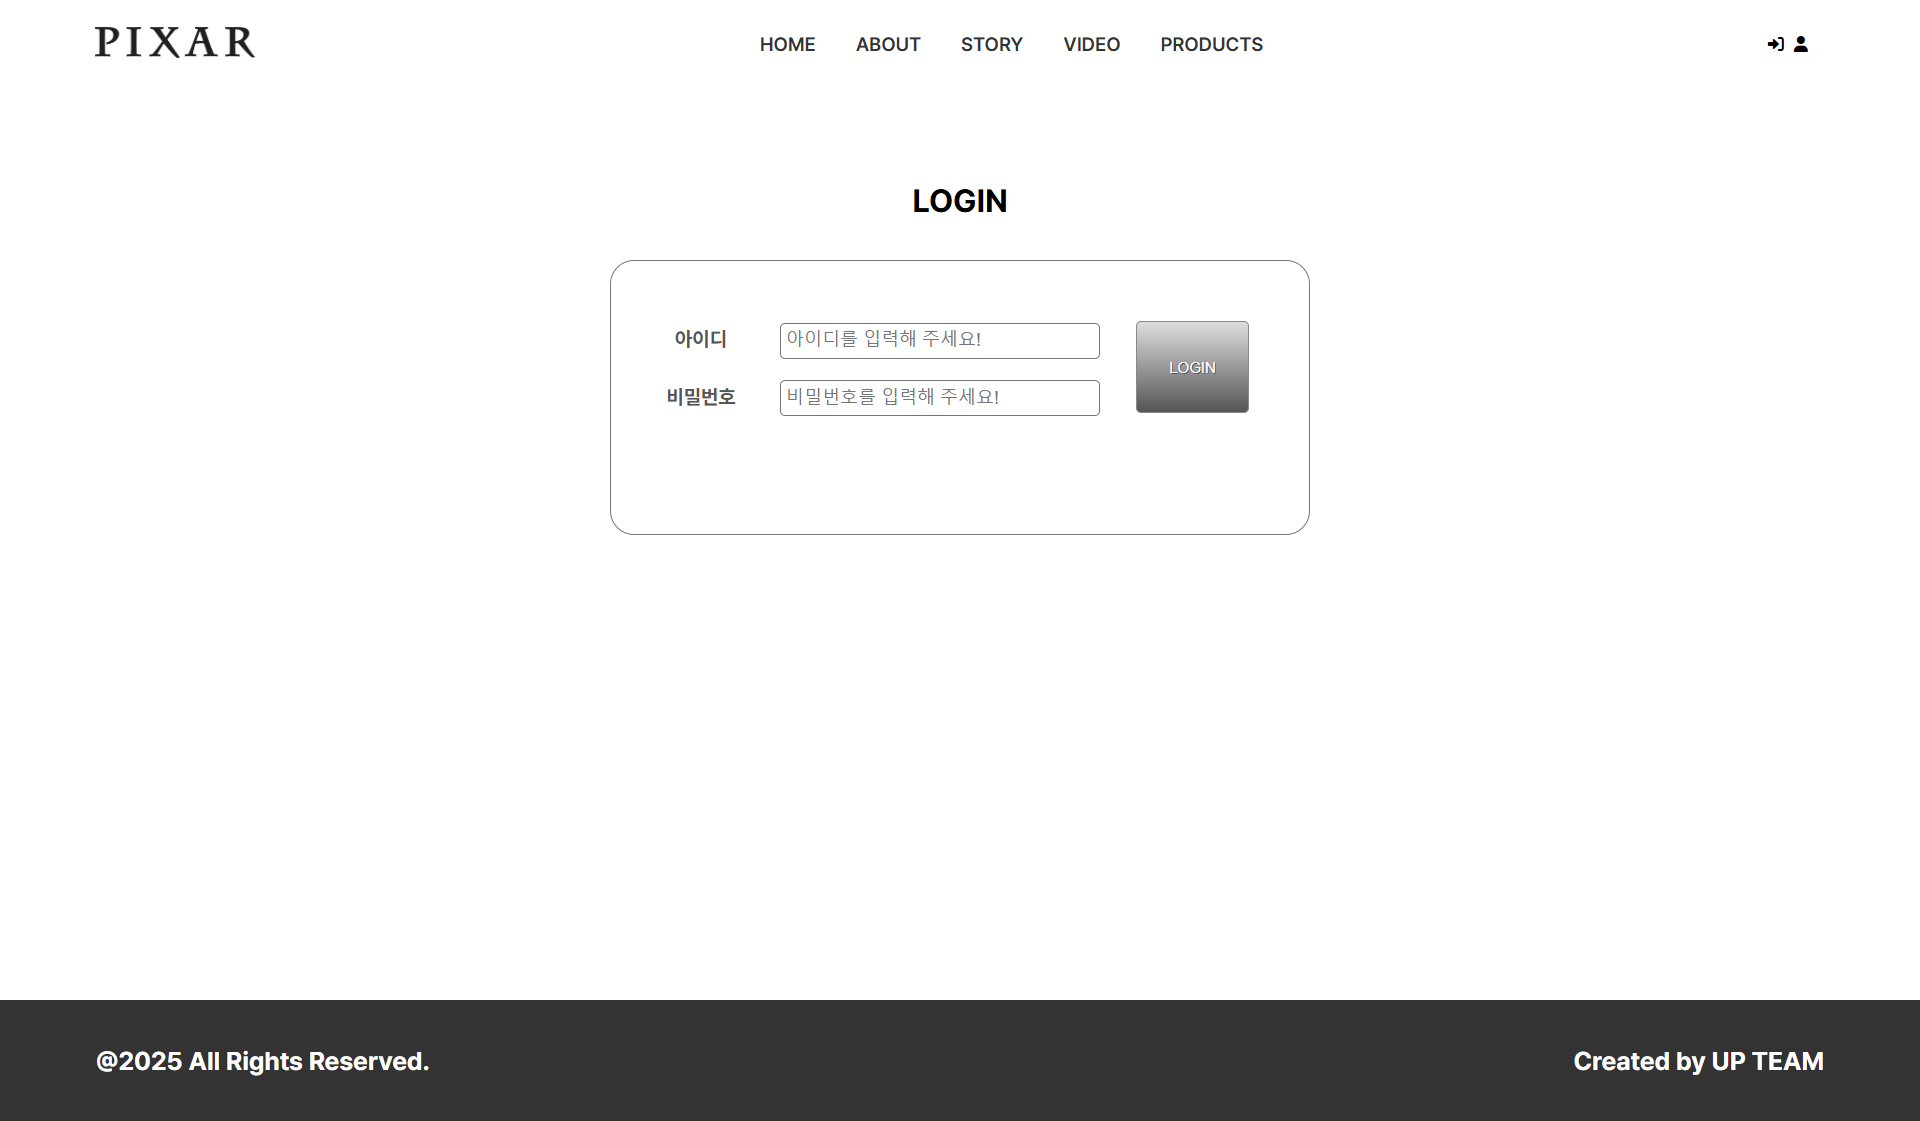 PIXAR
HOME ABOUT STORY VIDEO PRODUCTS
LOGIN
아이디 아이디를 입력해 주세요!
비밀번호 비밀번호를 입력해 주세요!
LOGIN
@2025 All Rights Reserved.
Created by UP TEAM